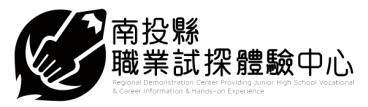 南投縣
職業試探體驗中心
Regional Demonstration Center Providing Junior High School Vocational
& Career Information & Hands-on Experience